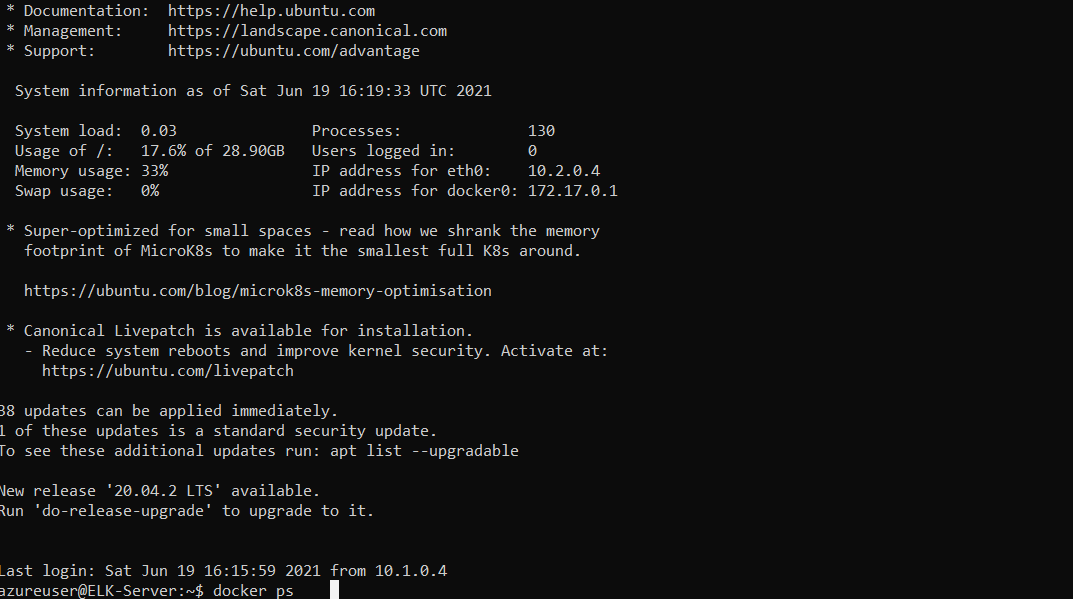 * Documentation:  https://help.ubuntu.com
* Management:     https://landscape.canonical.com
* Support:        https://ubuntu.com/advantage
System information as of Sat Jun 19 16:19:33 UTC 2021
System load:  0.03               Processes:              130
Usage of /:   17.6% of 28.90GB   Users logged in:        0
Memory usage: 33%                IP address for eth0:    10.2.0.4
Swap usage:   0%                 IP address for docker0: 172.17.0.1
* Super-optimized for small spaces - read how we shrank the memory
footprint of MicroK8s to make it the smallest full K8s around.
https://ubuntu.com/blog/microk8s-memory-optimisation
* Canonical Livepatch is available for installation.
- Reduce system reboots and improve kernel security. Activate at:
https://ubuntu.com/livepatch
38 updates can be applied immediately.
1 of these updates is a standard security update.
To see these additional updates run: apt list --upgradable
New release '20.04.2 LTS' available.
Run 'do-release-upgrade' to upgrade to it.
Last login: Sat Jun 19 16:15:59 2021 from 10.1.0.4
azureuser@ELK-Server:~$ docker ps